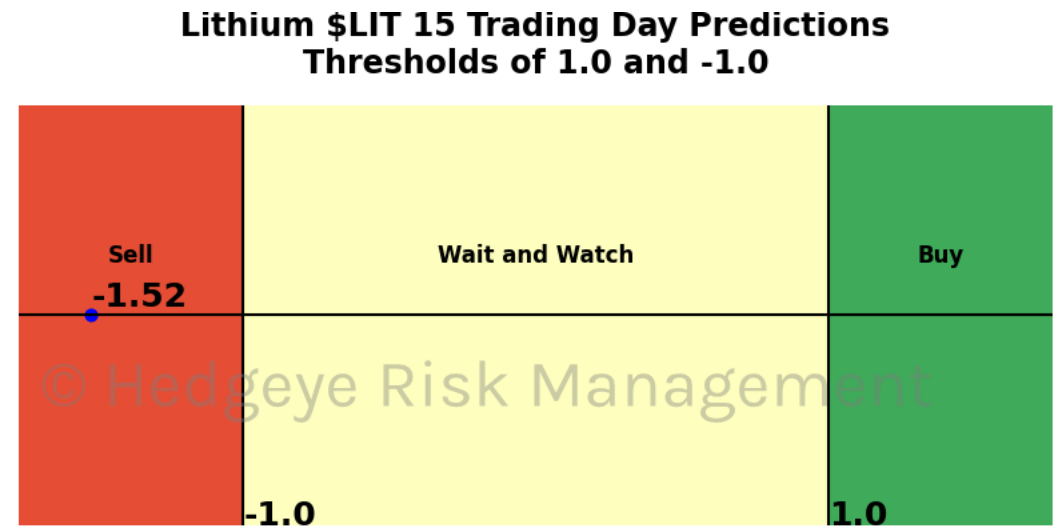 Lithium $LIT 15 Trading Day Predictions
Thresholds of 1.0 and -1.0
Sell
Wait and Watch
Buy
-1.52
© Hedgeye Risk Management
-1.0
1.0